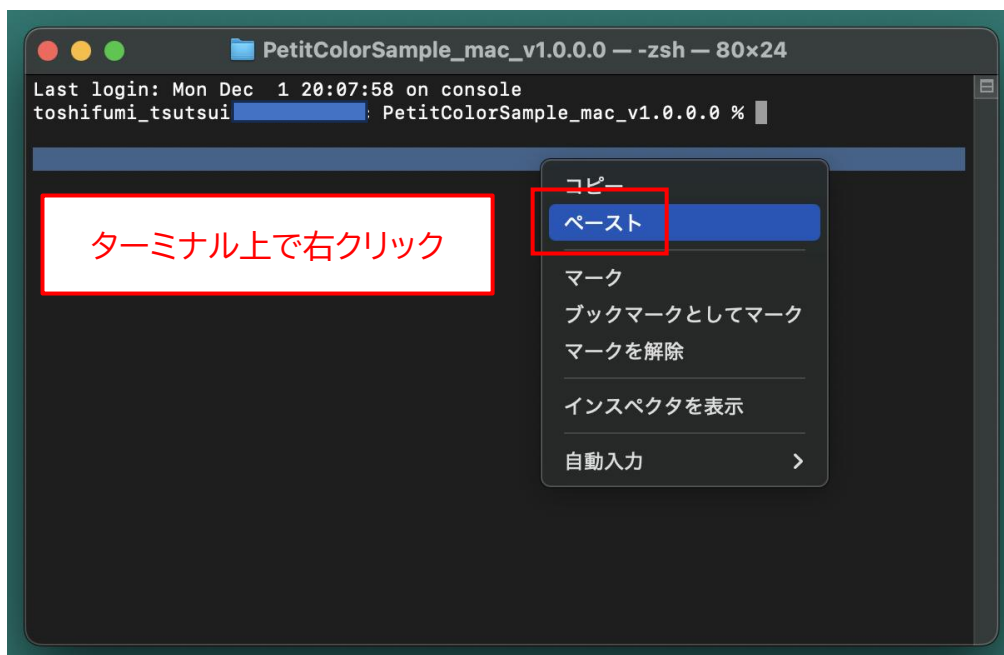 PetitColorSample_mac_v1.0.0.0 — -zsh — 80×24
Last login: Mon Dec  1 20:07:58 on console
toshifumi_tsutsui : PetitColorSample_mac_v1.0.0.0 %
コピー
ペースト
ターミナル上で右クリック
マーク
ブックマークとしてマーク
マークを解除
インスペクタを表示
自動入力